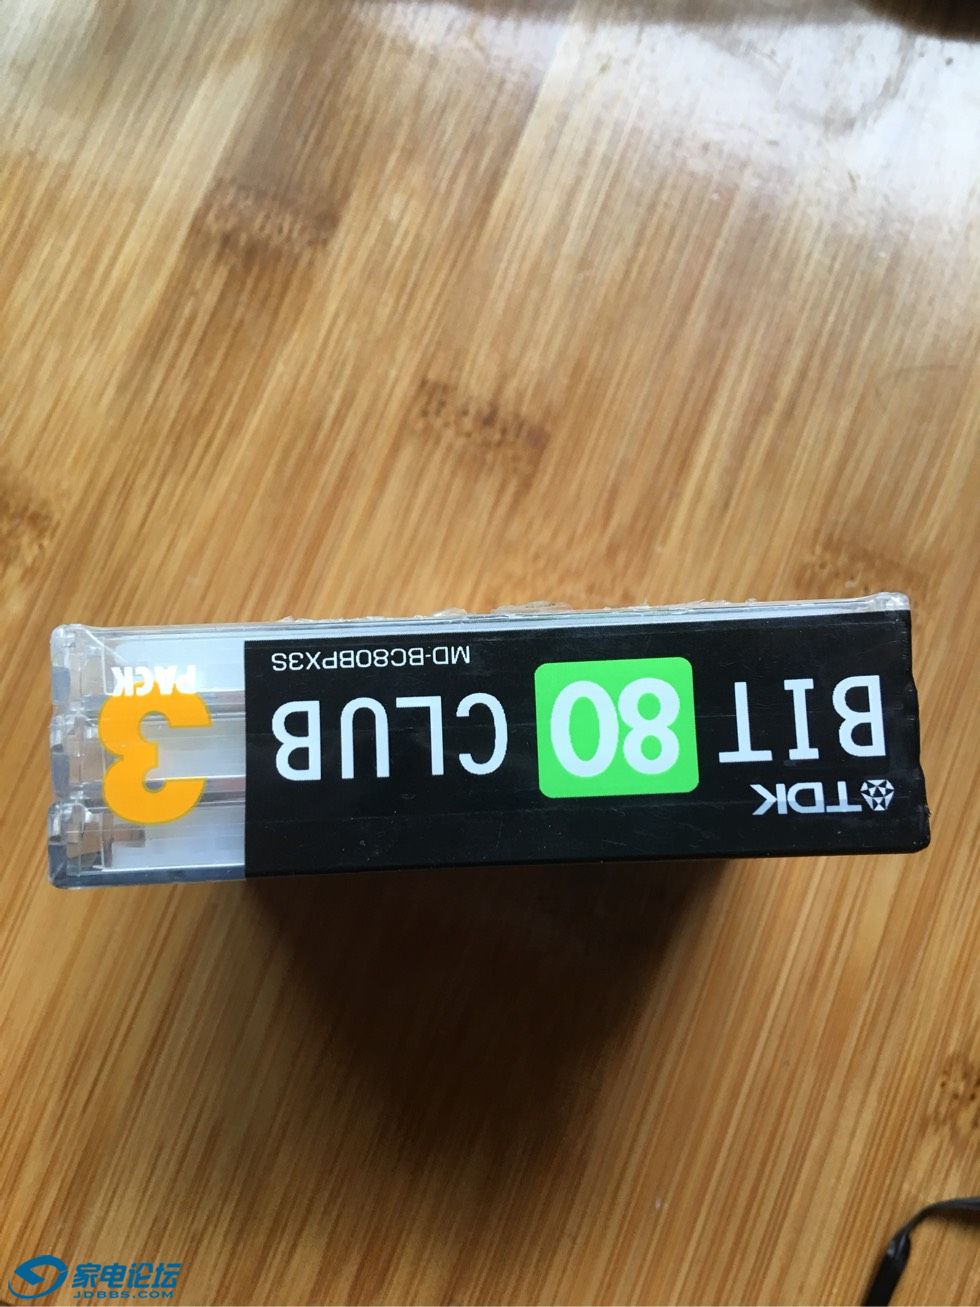 TDK
BIT 80 CLUB
MD-BC80BPX3S
3
PACK
家电论坛
JDBBS.COM